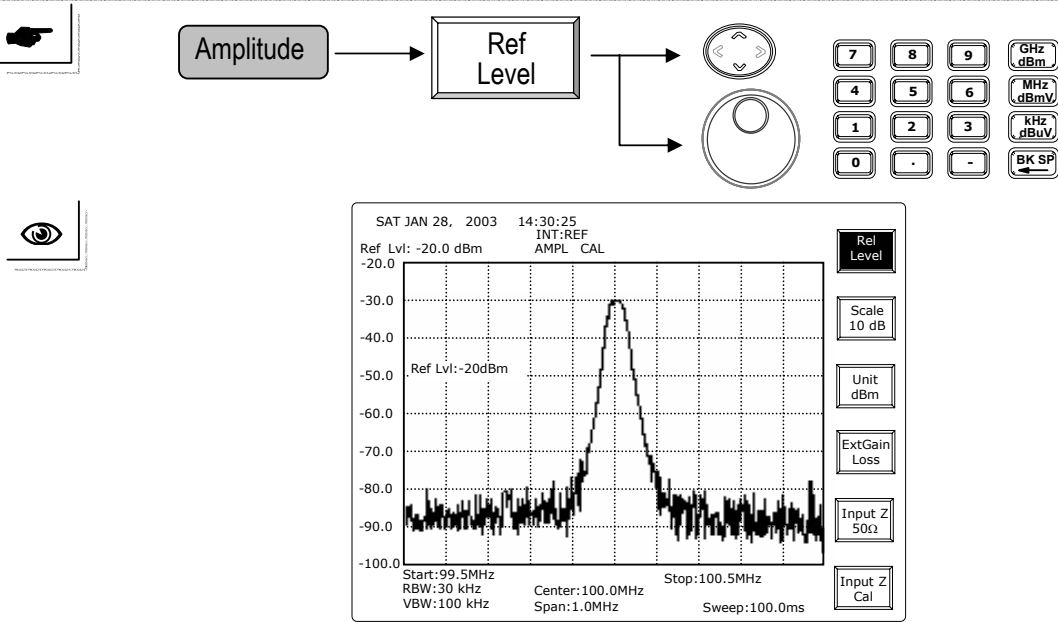 Amplitude
Ref
Level
7 8 9 GHz dBm
4 5 6 MHz dBmV
1 2 3 kHz dBuV
0 . - BK SP
SAT JAN 28, 2003 14:30:25
INT:REF
Ref Lvl: -20.0 dBm AMPL CAL
-20.0
-30.0
-40.0
Ref Lvl:-20dBm
-50.0
-60.0
-70.0
-80.0
-90.0
-100.0
Start:99.5MHz Stop:100.5MHz
RBW:30 kHz Center:100.0MHz
VBW:100 kHz Span:1.0MHz Sweep:100.0ms
Rel
Level
Scale
10 dB
Unit
dBm
ExtGain
Loss
Input Z
50Ω
Input Z
Cal